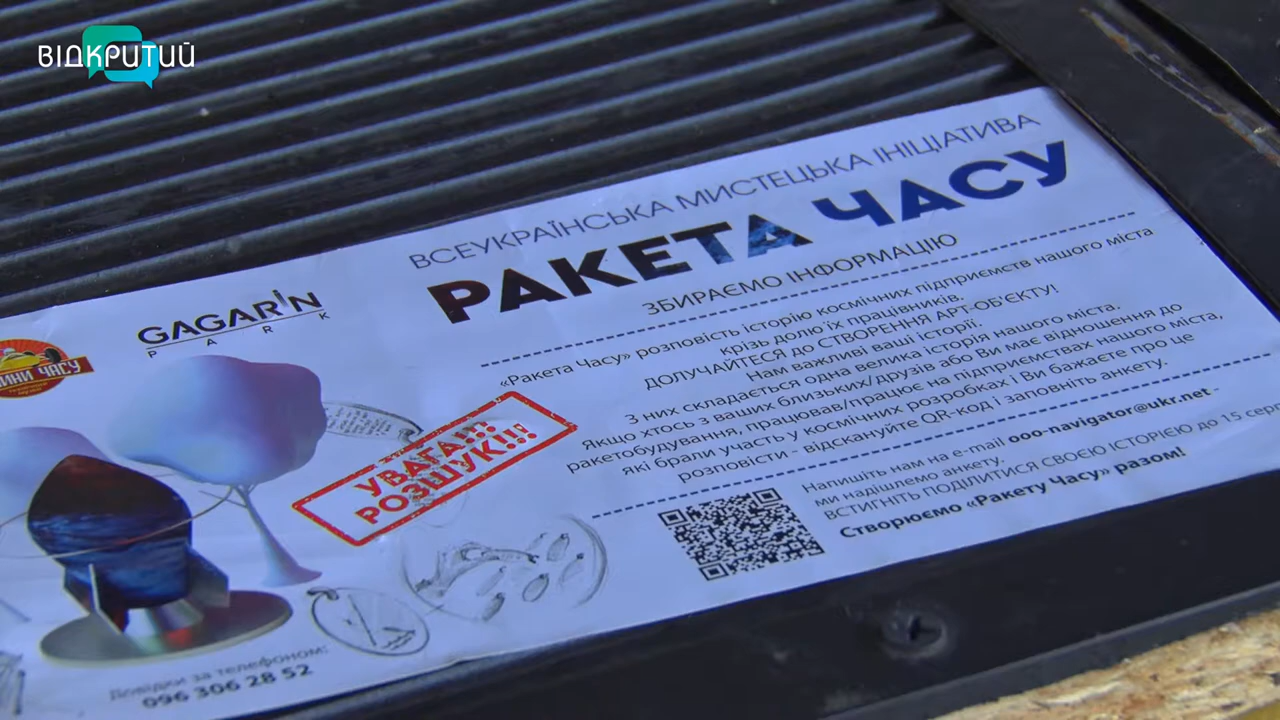 ВІДКРИТИЙ
ВСЕУКРАЇНСЬКА МИСТЕЦЬКА ІНІЦІАТИВА
РАКЕТА ЧАСУ
ЗБИРАЄМО ІНФОРМАЦІЮ
«Ракета Часу» розповість історію космічних підприємств нашого міста
крізь долю їх працівників.
ДОЛУЧАЙТЕСЯ ДО СТВОРЕННЯ АРТ-ОБ'ЄКТУ!
Нам важливі ваші історії.
З них складається одна велика історія нашого міста.
Якщо хтось з ваших близьких/друзів або Ви має відношення до
ракетобудування, працював/працює на підприємствах нашого міста,
які брали участь у космічних розробках і Ви бажаєте про це
розповісти - відскануйте QR-код і заповніть анкету.
Напишіть нам на e-mail ooo-navigator@ukr.net -
ми надішлемо анкету.
ВСТИГНІТЬ ПОДІЛИТИСЯ СВОЄЮ ІСТОРІЄЮ до 15
Створюємо «Ракету Часу» разом!
GAGARIN
PARK
ЧАСУ
УВАГА!!!
РОЗШУК!!!
Довідки за телефоном:
096 306 28 52